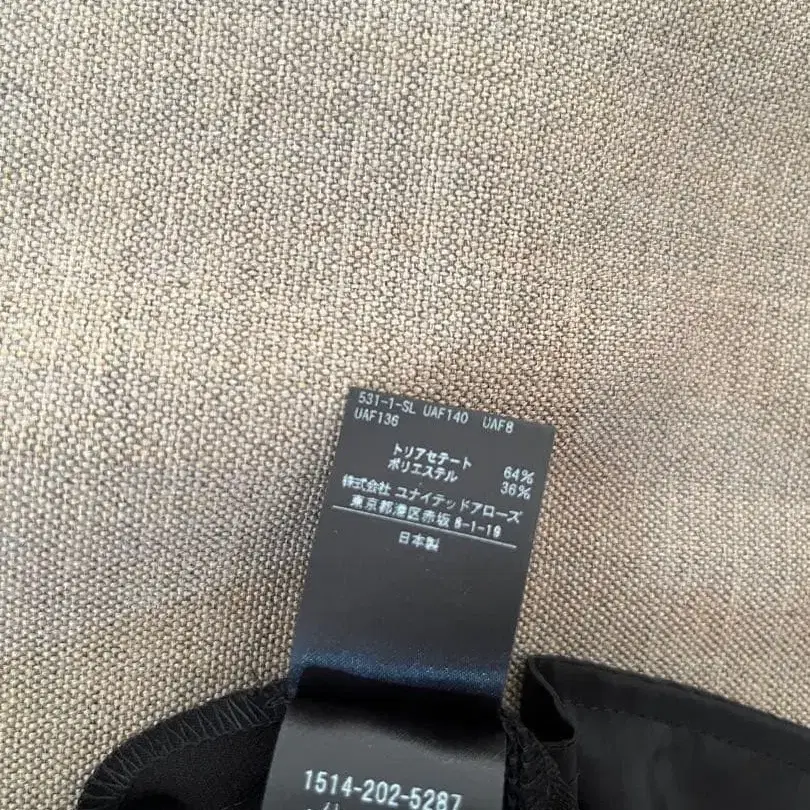 531-1-SL UAF140 UAF8
UAF136
トリアセテート 64%
ポリエステル 36%
株式会社 ユナイテッドアローズ
東京都港区赤坂 8-1-19
日本製
1514-202-5287